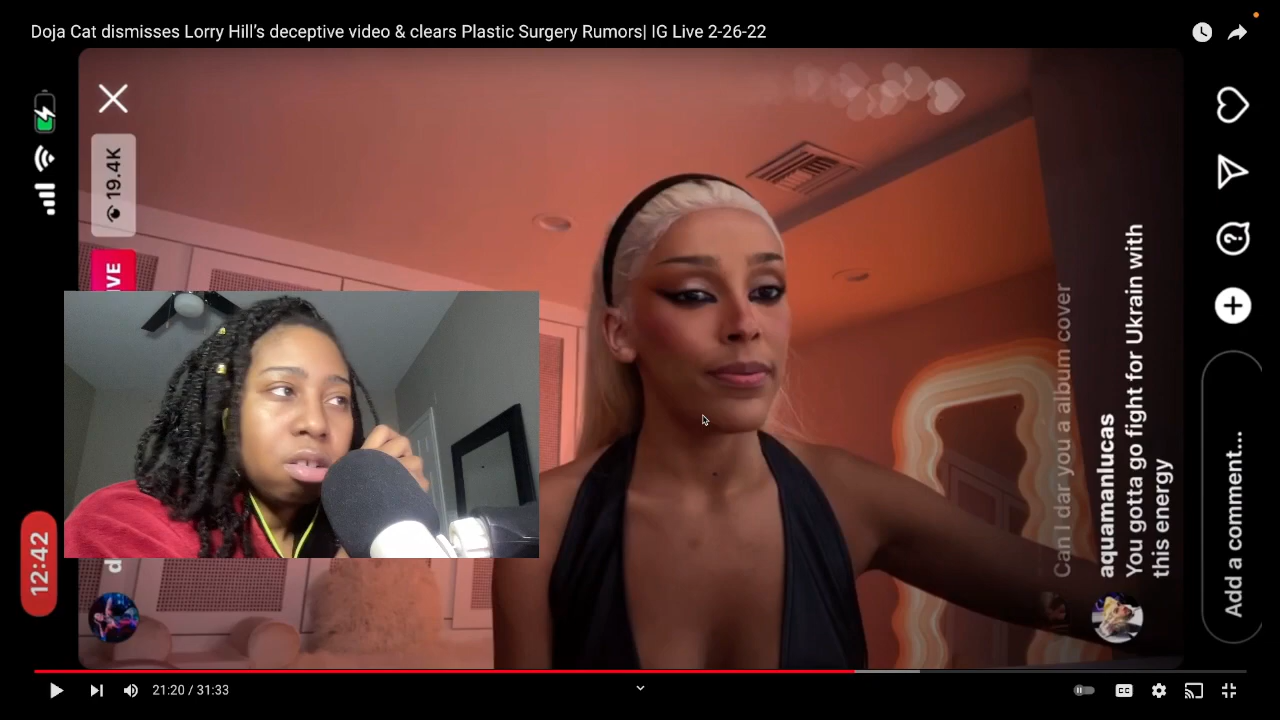 Doja Cat dismisses Lorry Hill's deceptive video & clears Plastic Surgery Rumors| IG Live 2-26-22
19.4K
VE
12:42
d
Can I dar you a album cover
aquamanlucas
You gotta go fight for Ukrain with
this energy
Add a comment...
21:20 / 31:33
CC